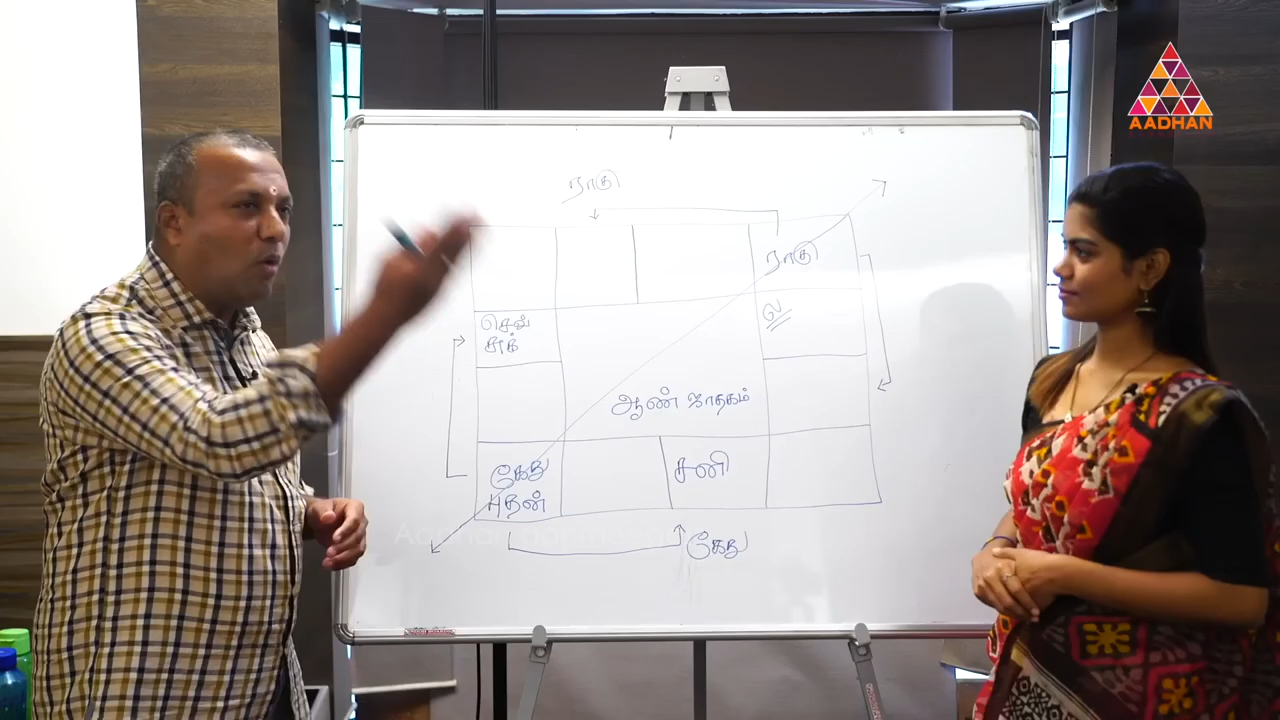 AADHAN
ராகு
ராகு
செவ்
சுக்
ல
ஆண் ஜாதகம்
கேது
புதன்
சனி
கேது